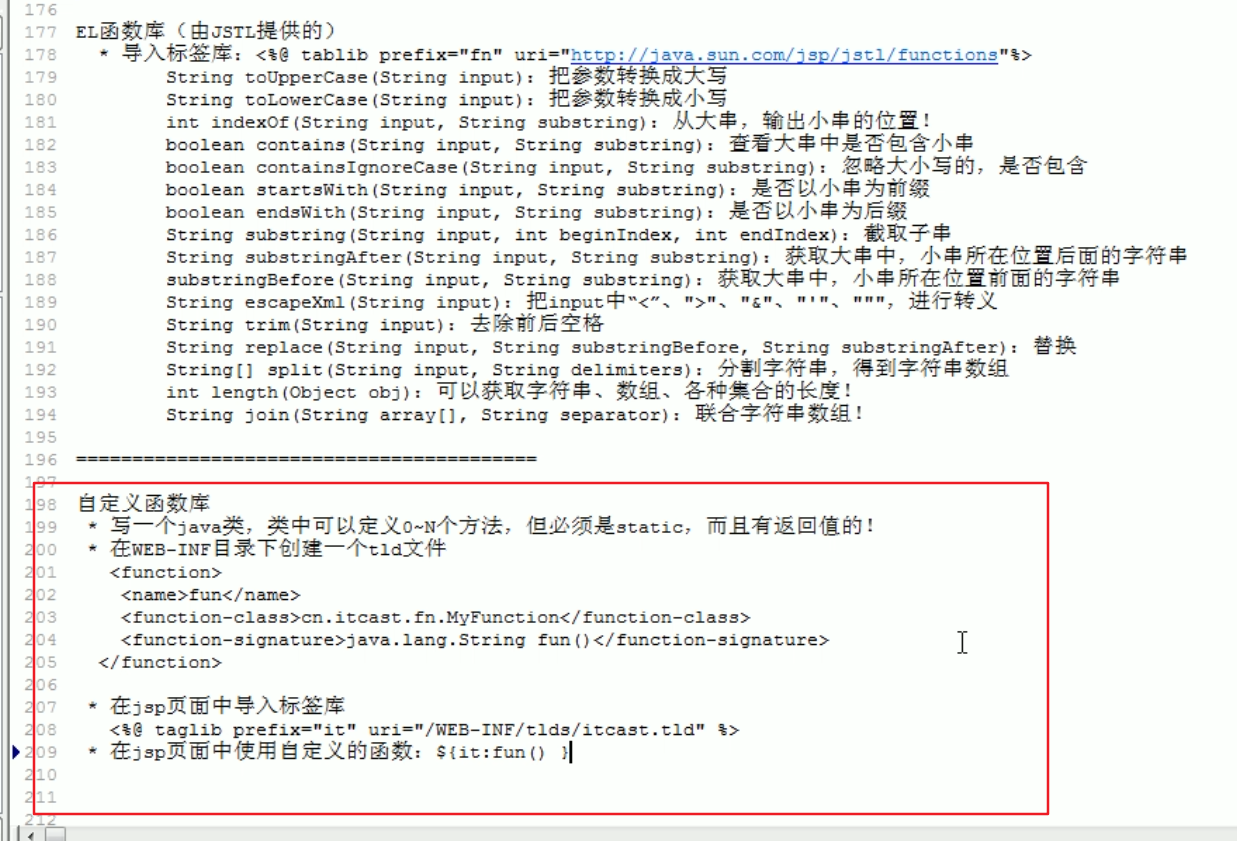 176
177 EL函数库（由JSTL提供的）
178 * 导入标签库：<%@ tablib prefix="fn" uri="http://java.sun.com/jsp/jstl/functions"%>
179 String toUpperCase(String input)：把参数转换成大写
180 String toLowerCase(String input)：把参数转换成小写
181 int indexOf(String input, String substring)：从大串，输出小串的位置！
182 boolean contains(String input, String substring)：查看大串中是否包含小串
183 boolean containsIgnoreCase(String input, String substring)：忽略大小写的，是否包含
184 boolean startsWith(String input, String substring)：是否以小串为前缀
185 boolean endsWith(String input, String substring)：是否以小串为后缀
186 String substring(String input, int beginIndex, int endIndex)：截取子串
187 String substringAfter(String input, String substring)：获取大串中，小串所在位置后面的字符串
188 substringBefore(String input, String substring)：获取大串中，小串所在位置前面的字符串
189 String escapeXml(String input)：把input中“<”、">"、"&"、"'"、"""，进行转义
190 String trim(String input)：去除前后空格
191 String replace(String input, String substringBefore, String substringAfter)：替换
192 String[] split(String input, String delimiters)：分割字符串，得到字符串数组
193 int length(Object obj)：可以获取字符串、数组、各种集合的长度！
194 String join(String array[], String separator)：联合字符串数组！
195
196 =========================================
197
198 自定义函数库
199 * 写一个java类，类中可以定义0~N个方法，但必须是static，而且有返回值的！
200 * 在WEB-INF目录下创建一个tld文件
201 <function>
202 <name>fun</name>
203 <function-class>cn.itcast.fn.MyFunction</function-class>
204 <function-signature>java.lang.String fun()</function-signature>
205 </function>
206
207 * 在jsp页面中导入标签库
208 <%@ taglib prefix="it" uri="/WEB-INF/tlds/itcast.tld" %>
209 * 在jsp页面中使用自定义的函数：${it:fun() }
210
211
212